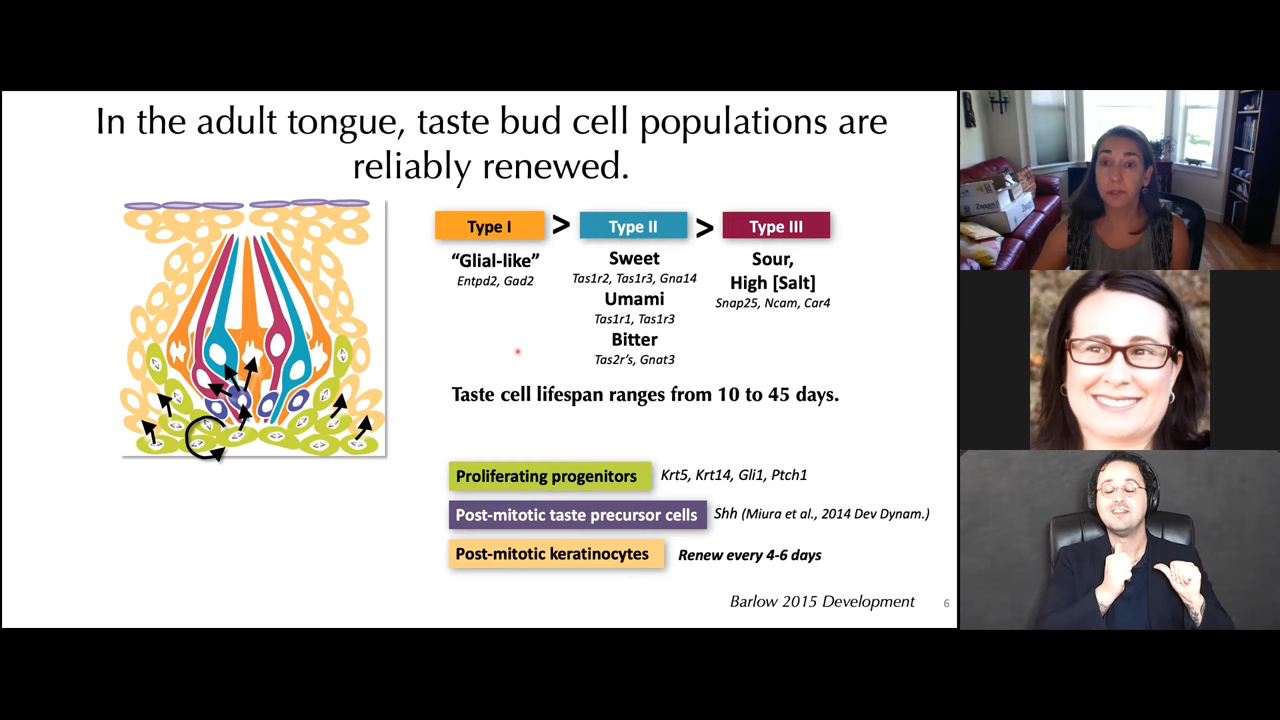 In the adult tongue, taste bud cell populations are
reliably renewed.
Type I > Type II > Type III
“Glial-like”
Entpd2, Gad2
Sweet
Tas1r2, Tas1r3, Gna14
Umami
Tas1r1, Tas1r3
Bitter
Tas2r’s, Gnat3
Sour,
High [Salt]
Snap25, Ncam, Car4
Taste cell lifespan ranges from 10 to 45 days.
Proliferating progenitors Krt5, Krt14, Gli1, Ptch1
Post-mitotic taste precursor cells Shh (Miura et al., 2014 Dev Dynam.)
Post-mitotic keratinocytes Renew every 4-6 days
Barlow 2015 Development 6